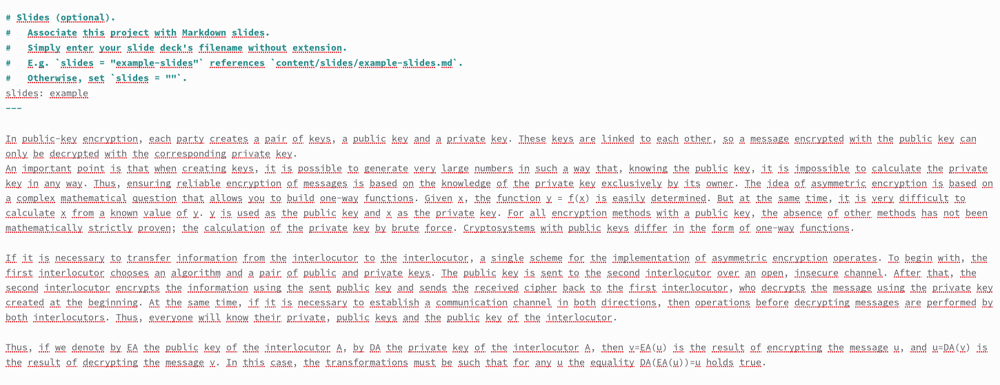 # Slides (optional).
#   Associate this project with Markdown slides.
#   Simply enter your slide deck's filename without extension.
#   E.g. `slides = "example-slides"` references `content/slides/example-slides.md`.
#   Otherwise, set `slides = ""`.
slides: example
---
In public-key encryption, each party creates a pair of keys, a public key and a private key. These keys are linked to each other, so a message encrypted with the public key can
only be decrypted with the corresponding private key.
An important point is that when creating keys, it is possible to generate very large numbers in such a way that, knowing the public key, it is impossible to calculate the private
key in any way. Thus, ensuring reliable encryption of messages is based on the knowledge of the private key exclusively by its owner. The idea of asymmetric encryption is based on
a complex mathematical question that allows you to build one-way functions. Given x, the function y = f(x) is easily determined. But at the same time, it is very difficult to
calculate x from a known value of y. y is used as the public key and x as the private key. For all encryption methods with a public key, the absence of other methods has not been
mathematically strictly proven; the calculation of the private key by brute force. Cryptosystems with public keys differ in the form of one-way functions.
If it is necessary to transfer information from the interlocutor to the interlocutor, a single scheme for the implementation of asymmetric encryption operates. To begin with, the
first interlocutor chooses an algorithm and a pair of public and private keys. The public key is sent to the second interlocutor over an open, insecure channel. After that, the
second interlocutor encrypts the information using the sent public key and sends the received cipher back to the first interlocutor, who decrypts the message using the private key
created at the beginning. At the same time, if it is necessary to establish a communication channel in both directions, then operations before decrypting messages are performed by
both interlocutors. Thus, everyone will know their private, public keys and the public key of the interlocutor.
Thus, if we denote by EA the public key of the interlocutor A, by DA the private key of the interlocutor A, then v=EA(u) is the result of encrypting the message u, and u=DA(v) is
the result of decrypting the message v. In this case, the transformations must be such that for any u the equality DA(EA(u))=u holds true.